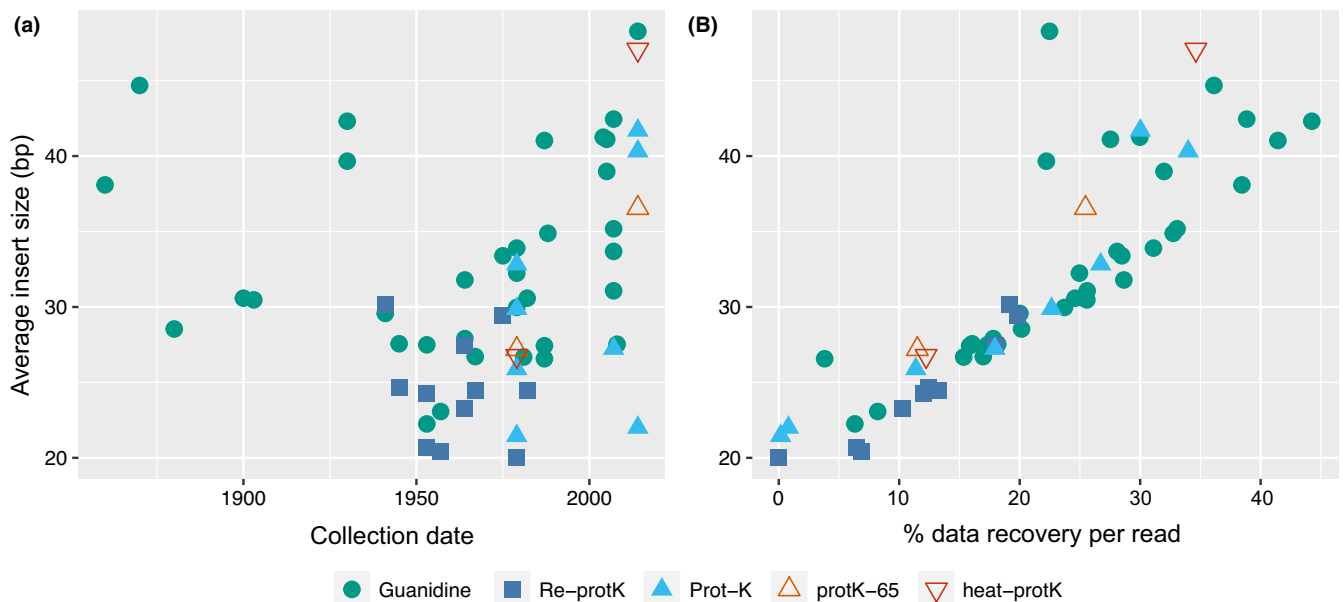 (a)
(B)
Average insert size (bp)
40
30
20
1900
1950
2000
Collection date
40
30
20
0
10
20
30
40
% data recovery per read
Guanidine
Re−protK
Prot−K
protK−65
heat−protK